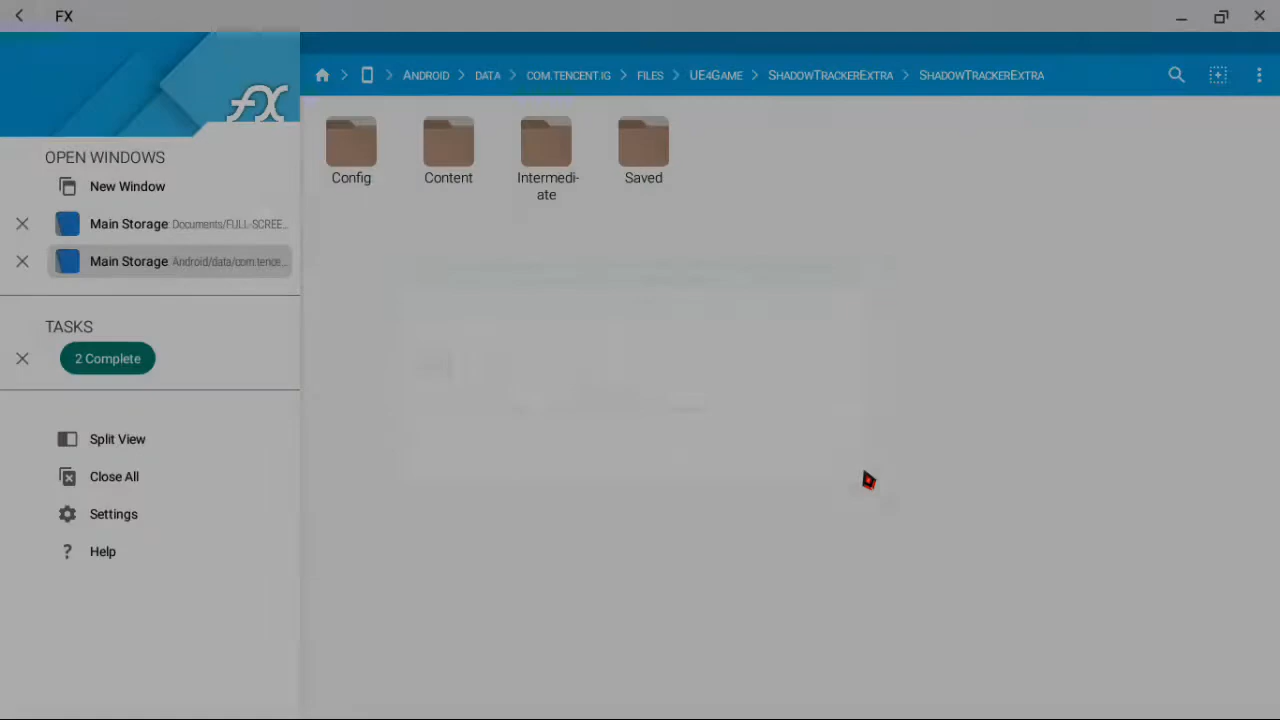 FX
ANDROID DATA COM.TENCENT.IG FILES UE4GAME SHADOWTRACKEREXTRA SHADOWTRACKEREXTRA
FX
OPEN WINDOWS
New Window
Main Storage Documents/FULL-SCREE...
Main Storage Android/data/com.tence...
TASKS
2 Complete
Split View
Close All
Settings
? Help
Config
Content
Intermedi-
ate
Saved